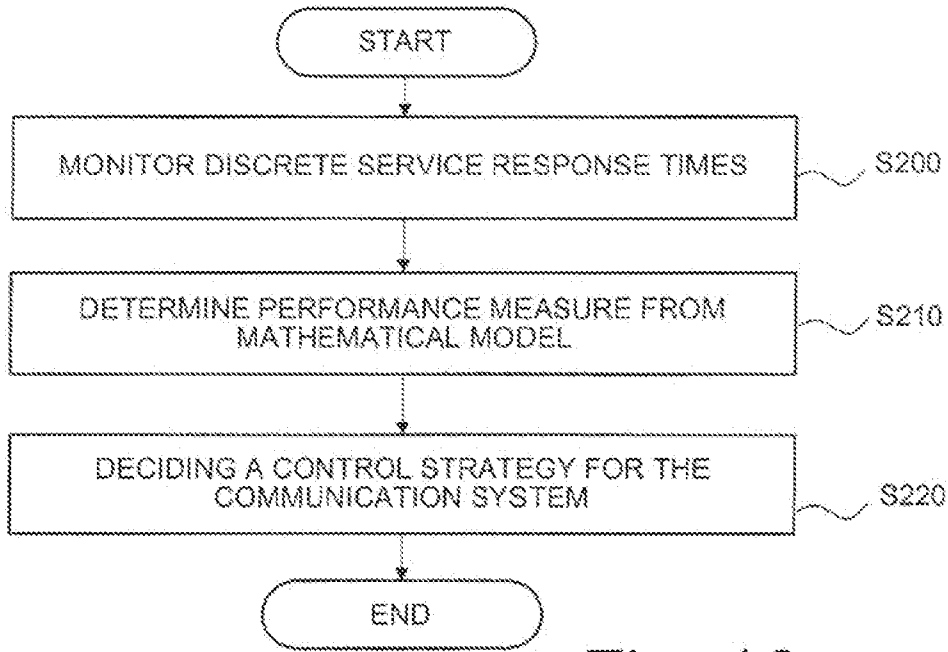 START
MONITOR DISCRETE SERVICE RESPONSE TIMES
S200
DETERMINE PERFORMANCE MEASURE FROM
MATHEMATICAL MODEL
S210
DECIDING A CONTROL STRATEGY FOR THE
COMMUNICATION SYSTEM
S220
END